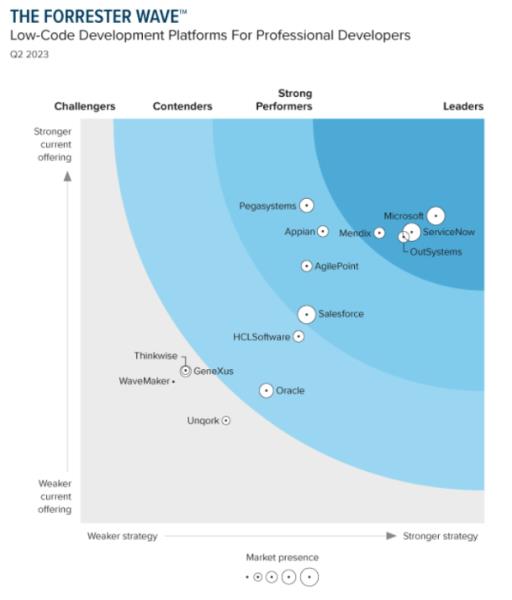 THE FORRESTER WAVE™
Low-Code Development Platforms For Professional Developers
Q2 2023
Challengers
Contenders
Strong
Performers
Leaders
Stronger
current
offering
Pegasystems
Microsoft
Appian
Mendix
ServiceNow
OutSystems
AgilePoint
Salesforce
HCLSoftware
Thinkwise
GeneXus
WaveMaker
Oracle
Unqork
Weaker
current
offering
Weaker strategy
Stronger strategy
Market presence